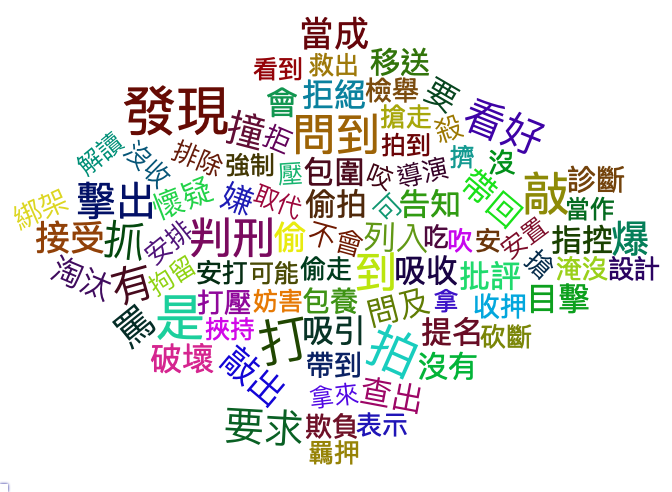 當成
看到 救出 移送
會 拒絕 檢舉 要
發現 撞 拒 問到 搶走 殺 看好
解讀 沒收 排除 強制 壓 包圍 拍到 咬 導演 擠 沒
綁架 擊出 懷疑 嫌 取代 偷拍 可 告知 帶回 敲 診斷 當作
接受 抓 安排 判刑 偷 不會 列入 吃 吹 安 安置 指控 爆
淘汰 有 拘留 安打 可能 偷走 到 吸收 批評 搶 淹沒 設計
罵 是 打壓 妨害 包養 問及 拿 收押 目擊
挾持 打 吸引 拍 提名 砍斷
破壞 敲出 帶到 沒有
拿來 查出
要求 欺負 表示
羈押